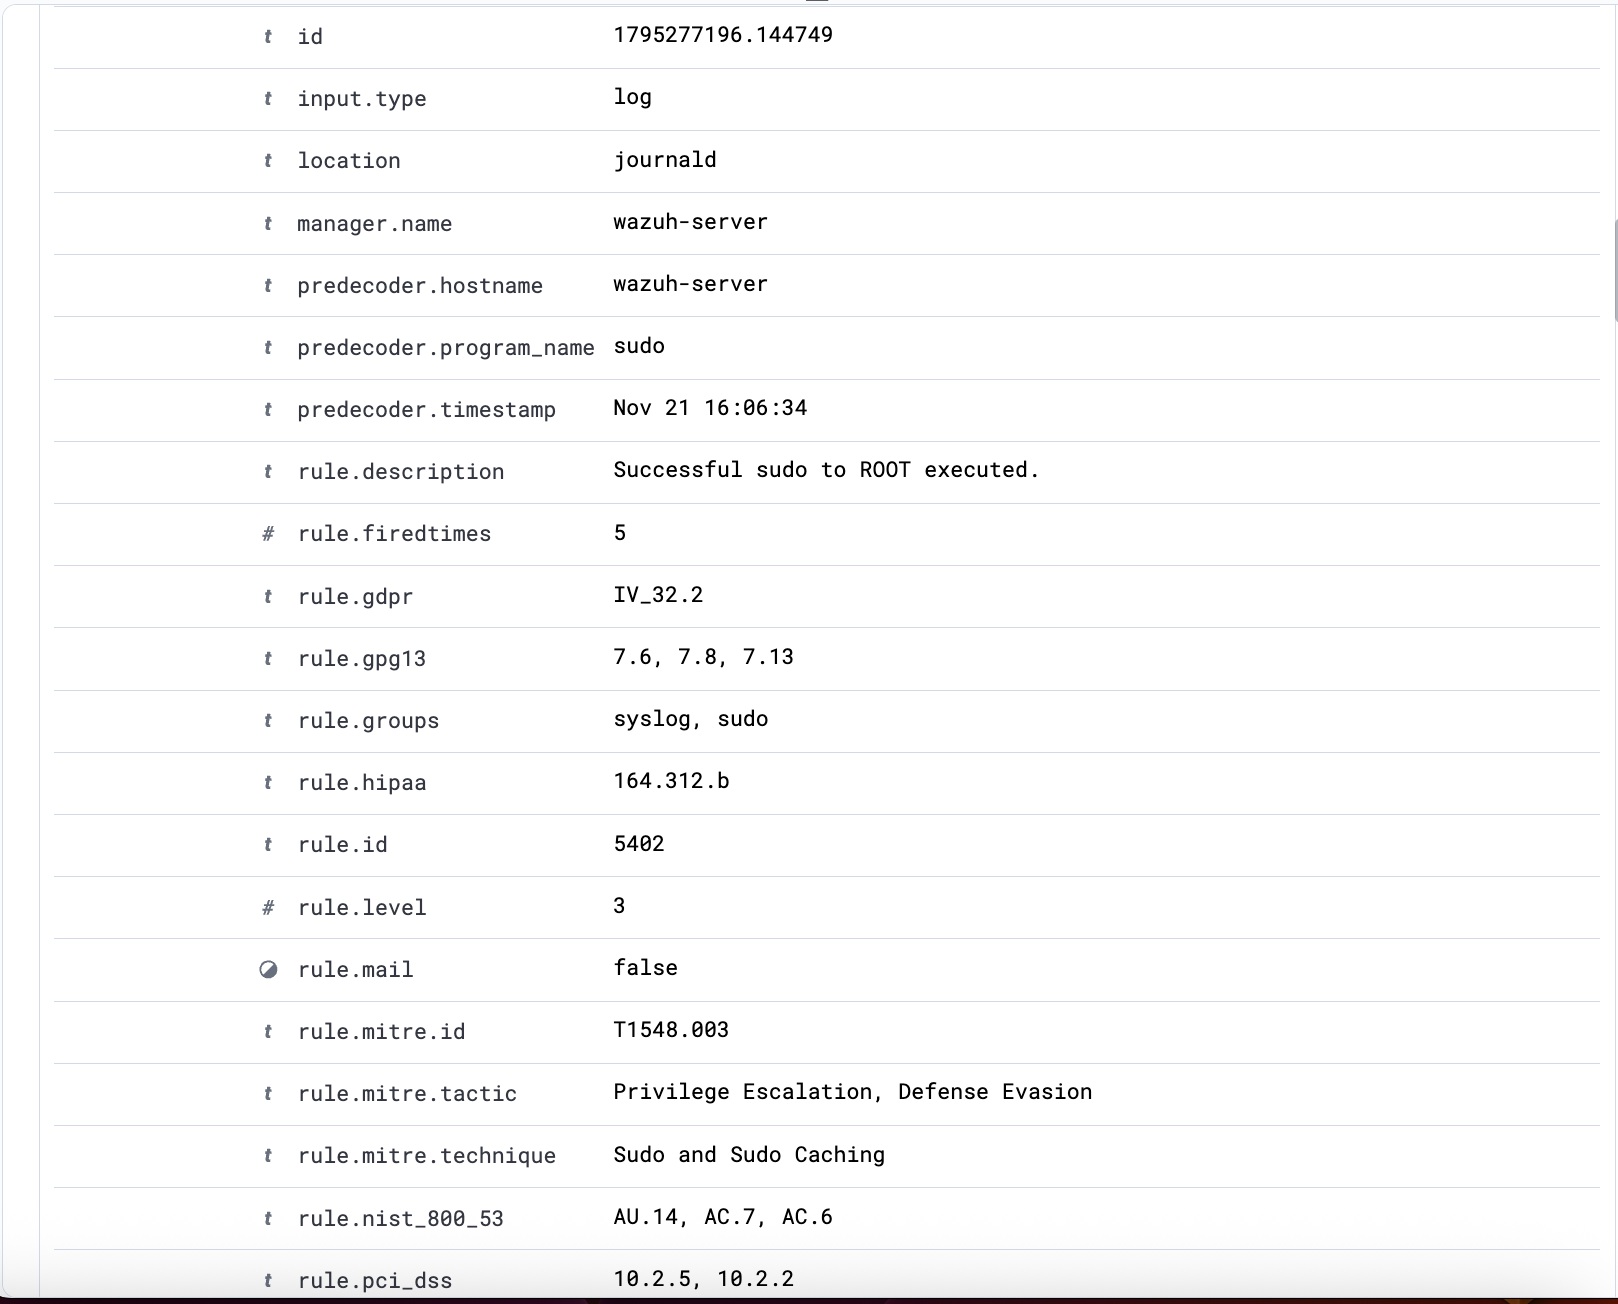 t id 1795277196.144749
t input.type log
t location journald
t manager.name wazuh-server
t predecoder.hostname wazuh-server
t predecoder.program_name sudo
t predecoder.timestamp Nov 21 16:06:34
t rule.description Successful sudo to ROOT executed.
# rule.firedtimes 5
t rule.gdpr IV_32.2
t rule.gpg13 7.6, 7.8, 7.13
t rule.groups syslog, sudo
t rule.hipaa 164.312.b
t rule.id 5402
# rule.level 3
rule.mail false
t rule.mitre.id T1548.003
t rule.mitre.tactic Privilege Escalation, Defense Evasion
t rule.mitre.technique Sudo and Sudo Caching
t rule.nist_800_53 AU.14, AC.7, AC.6
t rule.pci_dss 10.2.5, 10.2.2